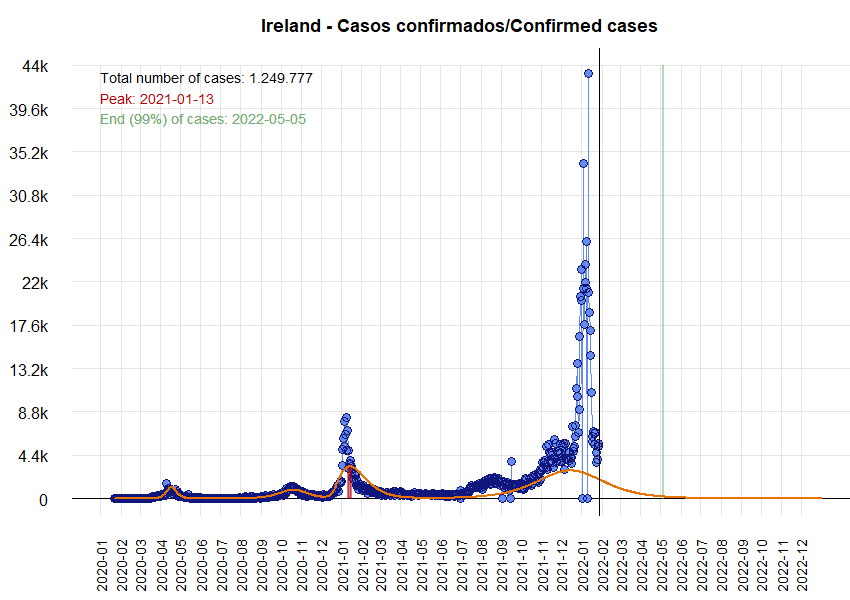 Ireland - Casos confirmados/Confirmed cases
44k
Total number of cases: 1.249.777
Peak: 2021-01-13
39.6k
End (99%) of cases: 2022-05-05
35.2k
30.8k
26.4k
22k
17.6k
13.2k
8.8k
4.4k
0
2020-01
2020-02
2020-03
2020-04
2020-05
2020-06
2020-07
2020-08
2020-09
2020-10
2020-11
2020-12
2021-01
2021-02
2021-03
2021-04
2021-05
2021-06
2021-07
2021-08
2021-09
2021-10
2021-11
2021-12
2022-01
2022-02
2022-03
2022-04
2022-05
2022-06
2022-07
2022-08
2022-09
2022-10
2022-11
2022-12